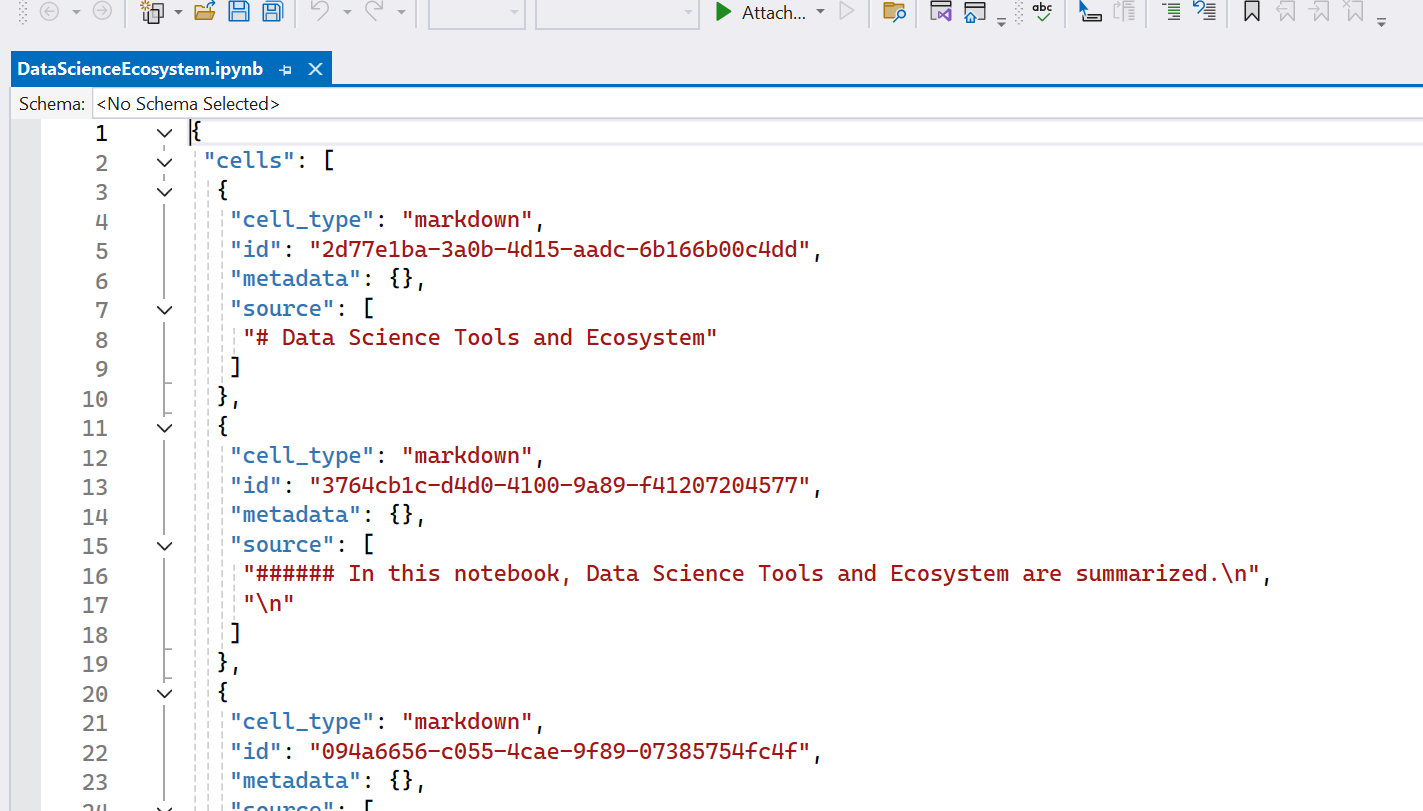 Attach...
abc
DataScienceEcosystem.ipynb
Schema: <No Schema Selected>
1 {
2 "cells": [
3 {
4 "cell_type": "markdown",
5 "id": "2d77e1ba-3a0b-4d15-aadc-6b166b00c4dd",
6 "metadata": {},
7 "source": [
8 "# Data Science Tools and Ecosystem"
9 ]
10 },
11 {
12 "cell_type": "markdown",
13 "id": "3764cb1c-d4d0-4100-9a89-f41207204577",
14 "metadata": {},
15 "source": [
16 "###### In this notebook, Data Science Tools and Ecosystem are summarized.\n",
17 "\n"
18 ]
19 },
20 {
21 "cell_type": "markdown",
22 "id": "094a6656-c055-4cae-9f89-07385754fc4f",
23 "metadata": {},
24 "source": [